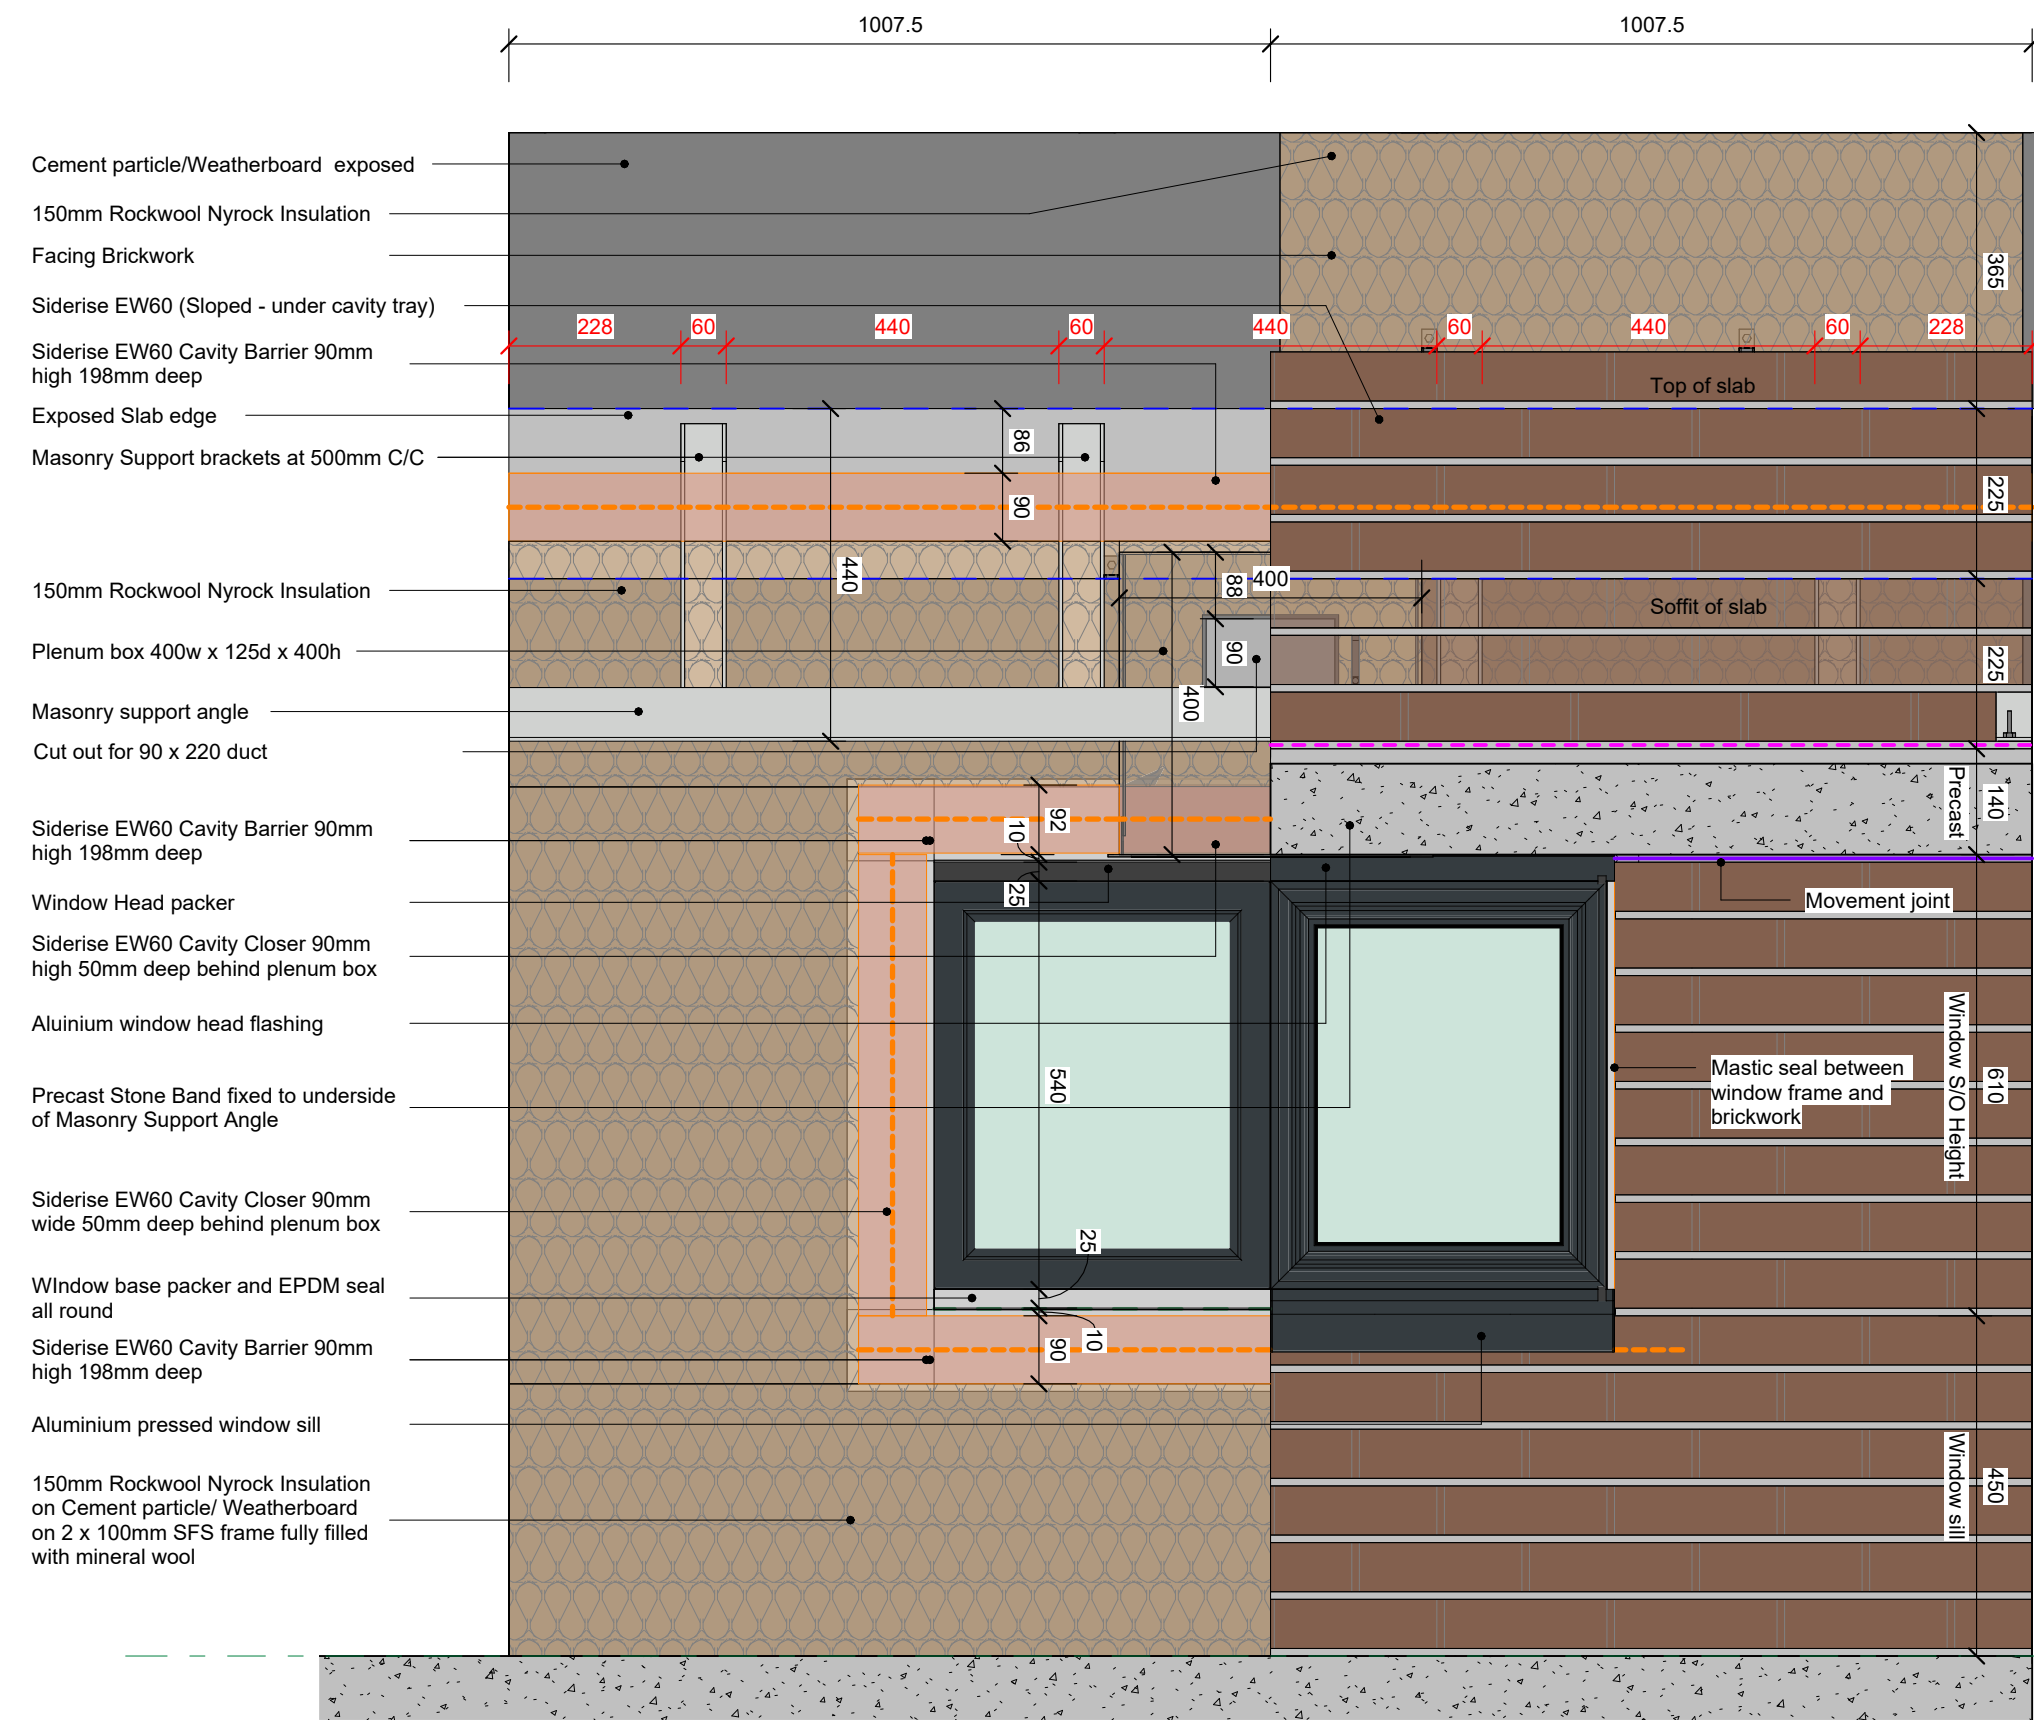 1007.5
1007.5
Cement particle/Weatherboard  exposed
150mm Rockwool Nyrock Insulation
Facing Brickwork
Siderise EW60 (Sloped - under cavity tray)
Siderise EW60 Cavity Barrier 90mm
high 198mm deep
Exposed Slab edge
Masonry Support brackets at 500mm C/C
150mm Rockwool Nyrock Insulation
Plenum box 400w x 125d x 400h
Masonry support angle
Cut out for 90 x 220 duct
Siderise EW60 Cavity Barrier 90mm
high 198mm deep
Window Head packer
Siderise EW60 Cavity Closer 90mm
high 50mm deep behind plenum box
Aluinium window head flashing
Precast Stone Band fixed to underside
of Masonry Support Angle
Siderise EW60 Cavity Closer 90mm
wide 50mm deep behind plenum box
WIndow base packer and EPDM seal
all round
Siderise EW60 Cavity Barrier 90mm
high 198mm deep
Aluminium pressed window sill
150mm Rockwool Nyrock Insulation
on Cement particle/ Weatherboard
on 2 x 100mm SFS frame fully filled
with mineral wool
228
60
440
60
440
60
440
60
228
86
90
440
88
400
90
400
92
10
25
540
25
10
90
Top of slab
Soffit of slab
365
225
225
Precast
140
Movement joint
Mastic seal between
window frame and
brickwork
Window S/O Height
610
Window sill
450